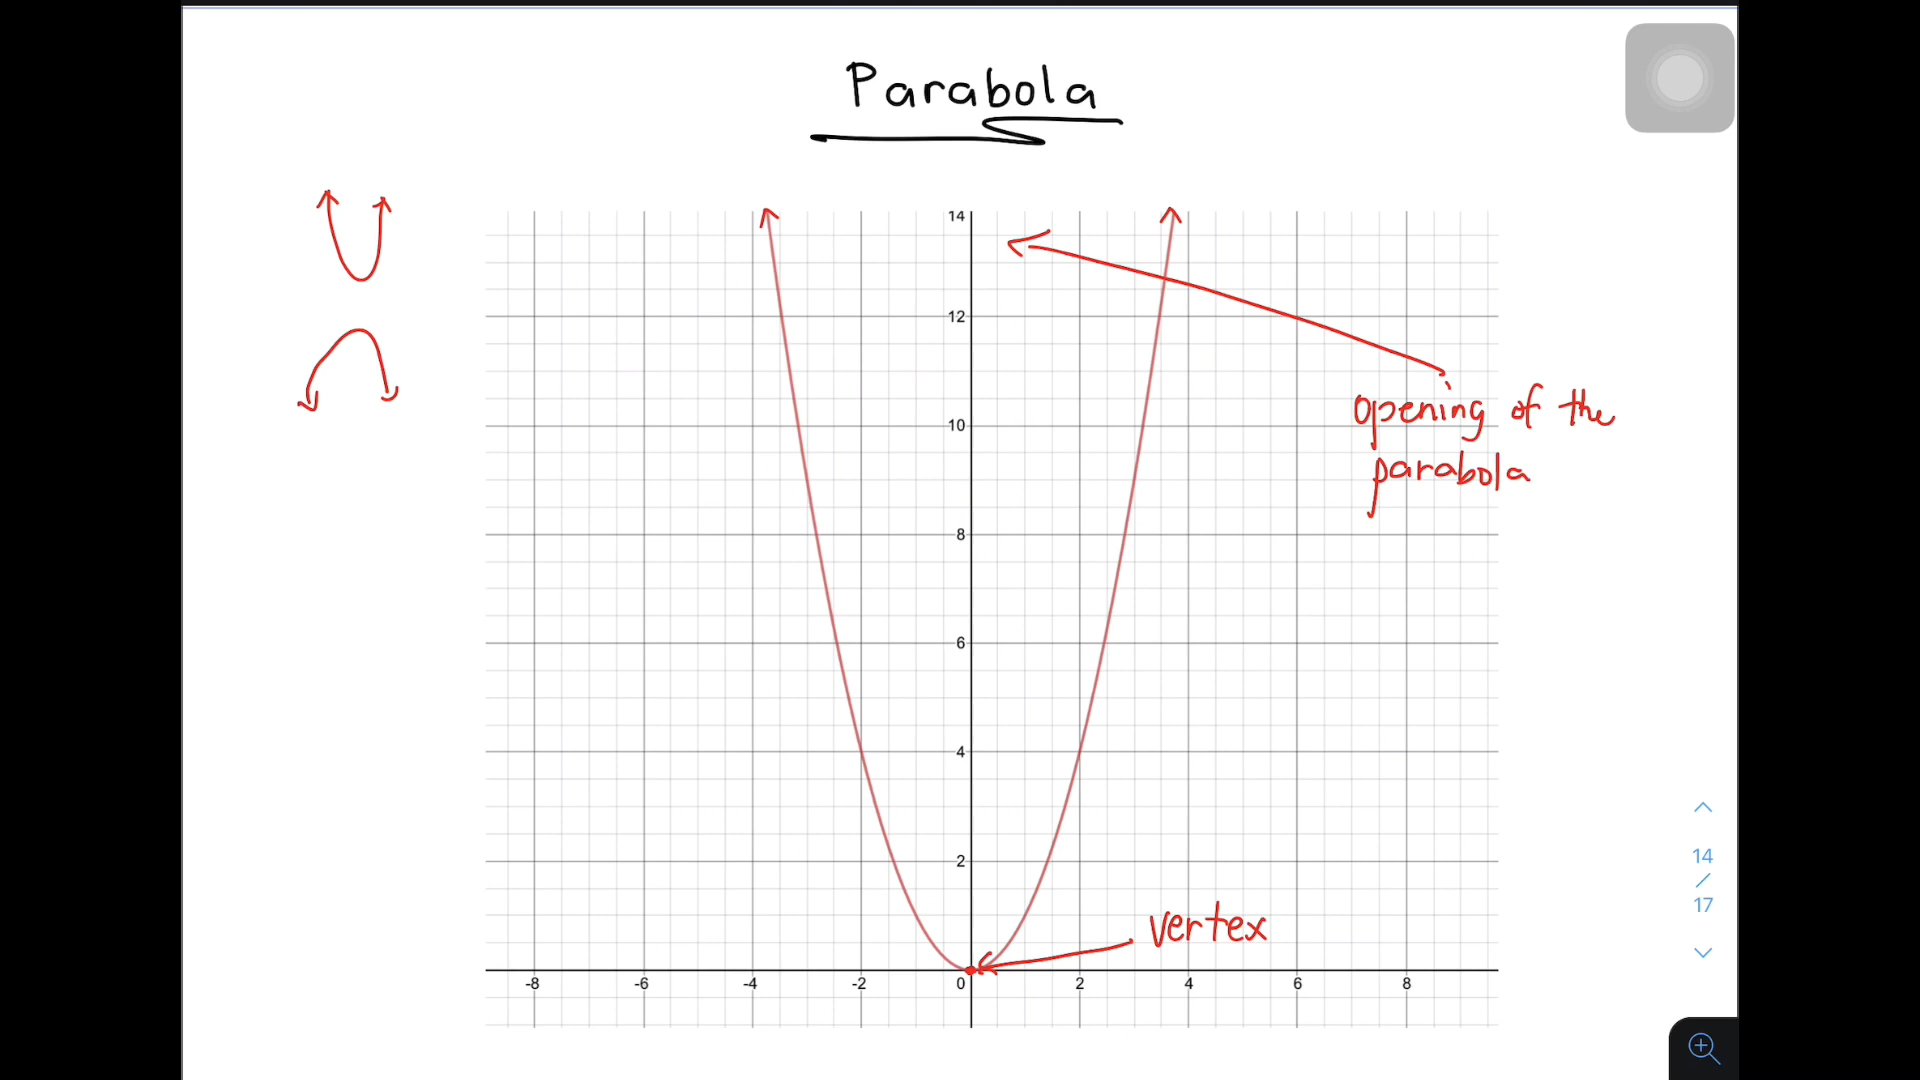 Parabola
14
12
10
opening of the
parabola
8
6
4
2
vertex
-8 -6 -4 -2 0 2 4 6 8
14
/
17